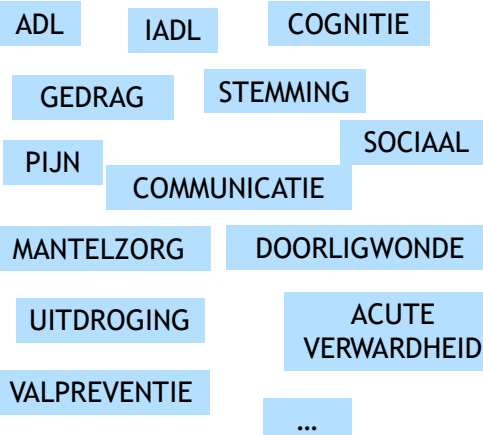 ADL
IADL
COGNITIE
GEDRAG
STEMMING
SOCIAAL
PIJN
COMMUNICATIE
MANTELZORG
DOORLIGWONDE
UITDROGING
ACUTE
VERWARDHEID
VALPREVENTIE
...